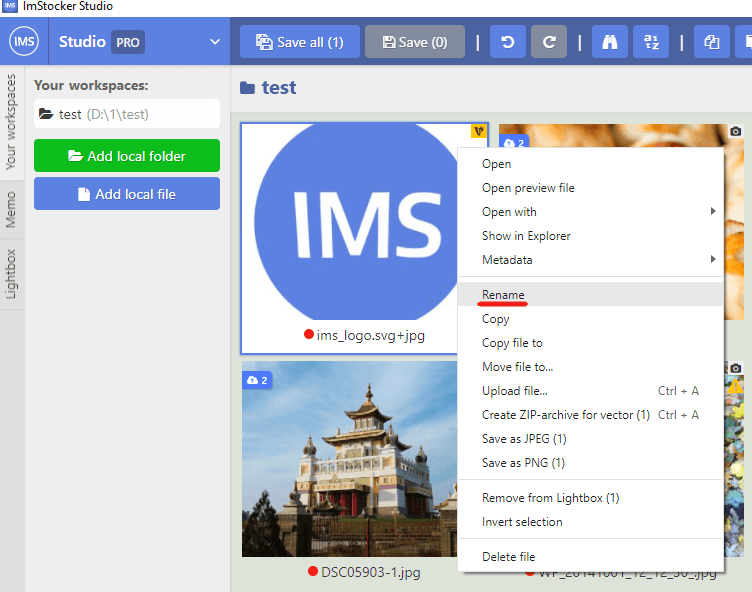 IMS ImStocker Studio
IMS Studio PRO
Save all (1)
Save (0)
Your workspaces
Memo
Lightbox
Your workspaces:
test (D:\1\test)
Add local folder
Add local file
test
V
2
IMS
ims_logo.svg+jpg
2
DSC05903-1.jpg
WP_20141001_12_12_50_.jpg
Open
Open preview file
Open with
Show in Explorer
Metadata
Rename
Copy
Copy file to
Move file to...
Upload file... Ctrl + A
Create ZIP-archive for vector (1) Ctrl + A
Save as JPEG (1)
Save as PNG (1)
Remove from Lightbox (1)
Invert selection
Delete file